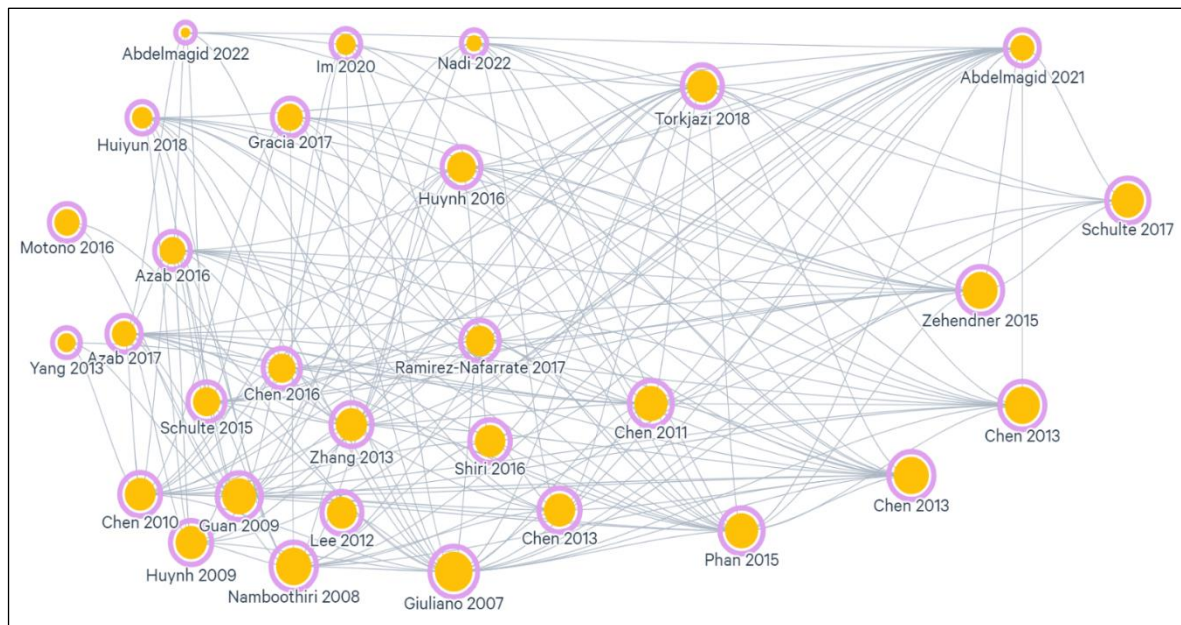 Abdelmagid 2022
Im 2020
Nadi 2022
Abdelmagid 2021
Torkjazi 2018
Huiyun 2018
Gracia 2017
Huynh 2016
Schulte 2017
Motono 2016
Azab 2016
Zehendner 2015
Yang 2013
Azab 2017
Ramirez-Nafarrate 2017
Chen 2016
Schulte 2015
Chen 2011
Chen 2013
Zhang 2013
Shiri 2016
Chen 2013
Chen 2010
Guan 2009
Lee 2012
Chen 2013
Phan 2015
Huynh 2009
Namboothiri 2008
Giuliano 2007